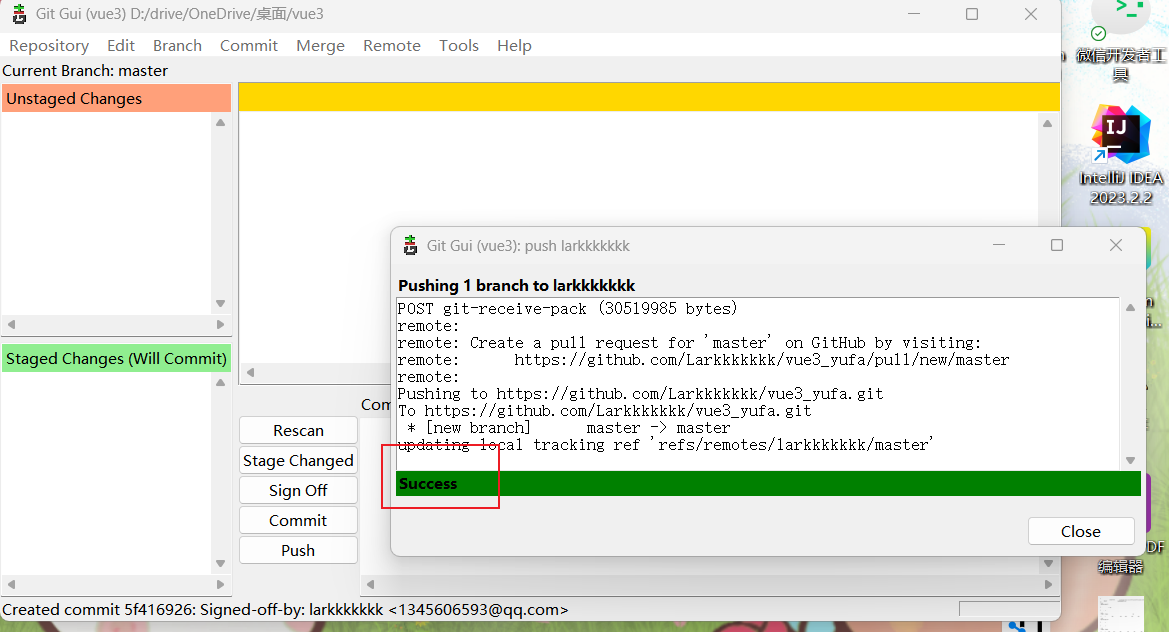 Git Gui (vue3) D:/drive/OneDrive/桌面/vue3
Repository Edit Branch Commit Merge Remote Tools Help
Current Branch: master
Unstaged Changes
Staged Changes (Will Commit)
Rescan
Stage Changed
Sign Off
Commit
Push
Created commit 5f416926: Signed-off-by: larkkkkkkk <1345606593@qq.com>
Git Gui (vue3): push larkkkkkkk
Pushing 1 branch to larkkkkkkk
POST git-receive-pack (30519985 bytes)
remote:
remote: Create a pull request for 'master' on GitHub by visiting:
remote:      https://github.com/Larkkkkkkk/vue3_yufa/pull/new/master
remote:
Pushing to https://github.com/Larkkkkkkk/vue3_yufa.git
To https://github.com/Larkkkkkkk/vue3_yufa.git
* [new branch]      master -> master
updating local tracking ref 'refs/remotes/larkkkkkkk/master'
Success
Close
微信开发者工
具
IJ
IntelliJ IDEA
2023.2.2
编辑器